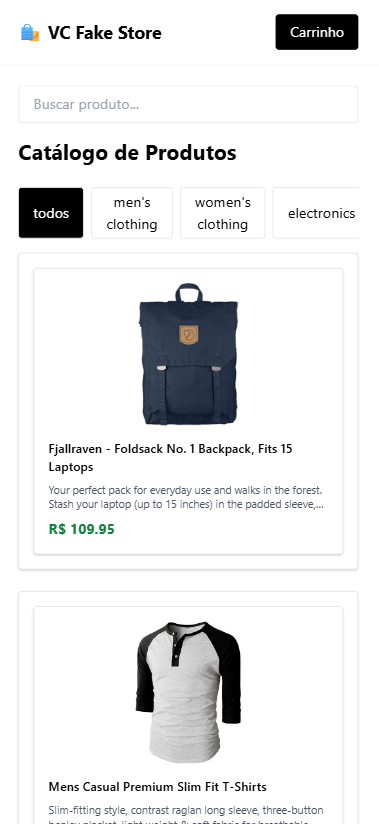 VC Fake Store
Carrinho
Buscar produto...
Catálogo de Produtos
todos
men's
clothing
women's
clothing
electronics
Fjallraven - Foldsack No. 1 Backpack, Fits 15
Laptops
Your perfect pack for everyday use and walks in the forest.
Stash your laptop (up to 15 inches) in the padded sleeve,...
R$ 109.95
Mens Casual Premium Slim Fit T-Shirts
Slim-fitting style, contrast raglan long sleeve, three-button
henley placket, light weight & soft fabric for breathable